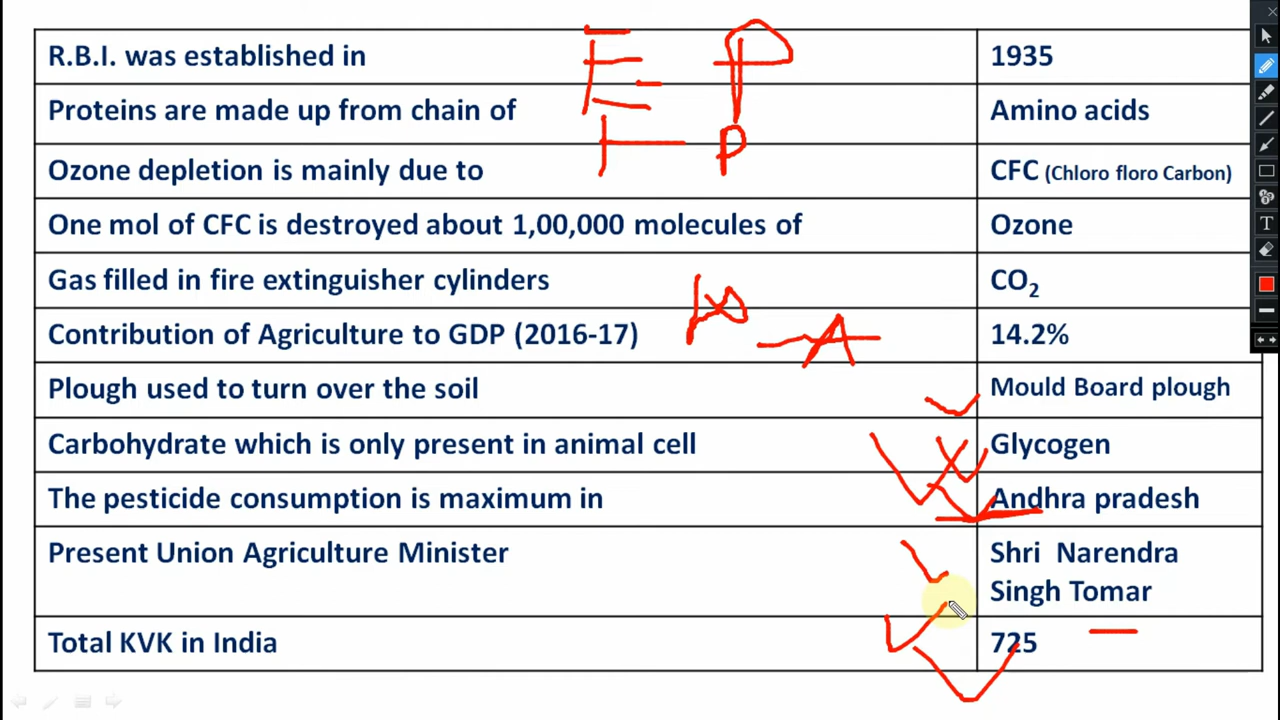 R.B.I. was established in 1935
Proteins are made up from chain of Amino acids
Ozone depletion is mainly due to CFC (Chloro floro Carbon)
One mol of CFC is destroyed about 1,00,000 molecules of Ozone
Gas filled in fire extinguisher cylinders CO₂
Contribution of Agriculture to GDP (2016-17) 14.2%
Plough used to turn over the soil Mould Board plough
Carbohydrate which is only present in animal cell Glycogen
The pesticide consumption is maximum in Andhra pradesh
Present Union Agriculture Minister Shri Narendra
Singh Tomar
Total KVK in India 725